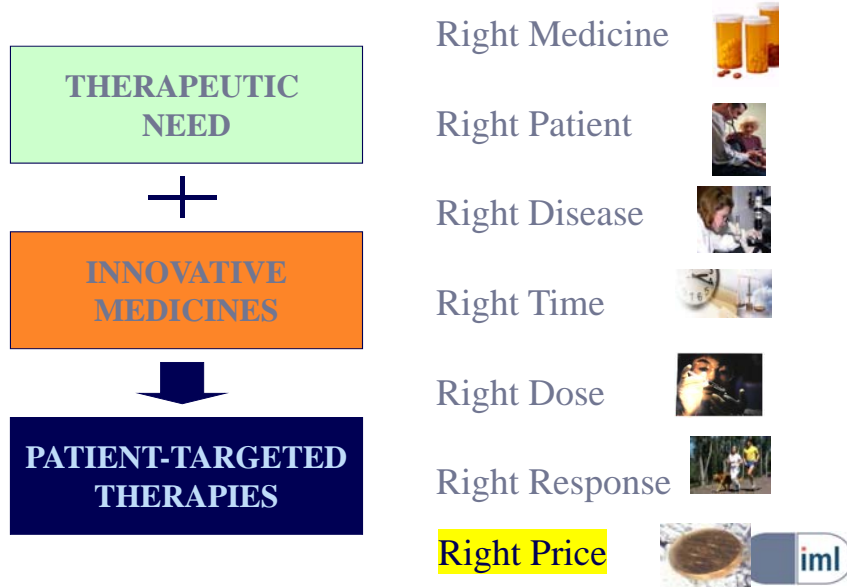 THERAPEUTIC
NEED
INNOVATIVE
MEDICINES
PATIENT-TARGETED
THERAPIES
Right Medicine
Right Patient
Right Disease
Right Time
Right Dose
Right Response
Right Price
iml